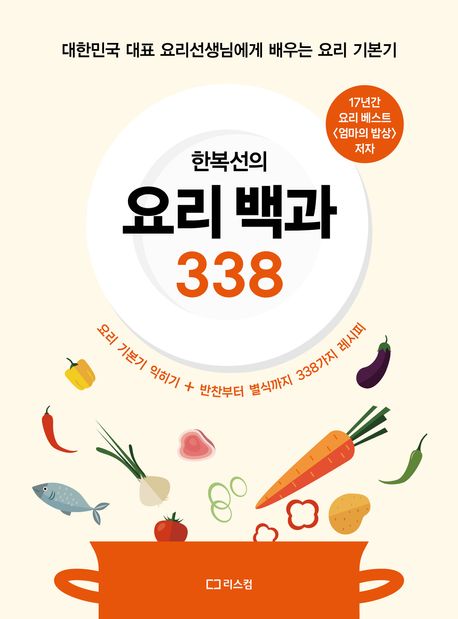 대한민국 대표 요리선생님에게 배우는 요리 기본기
17년간
요리 베스트
〈엄마의 밥상〉
저자
한복선의
요리 백과
338
요리 기본기 익히기 + 반찬부터 별식까지 338가지 레시피
리스컴